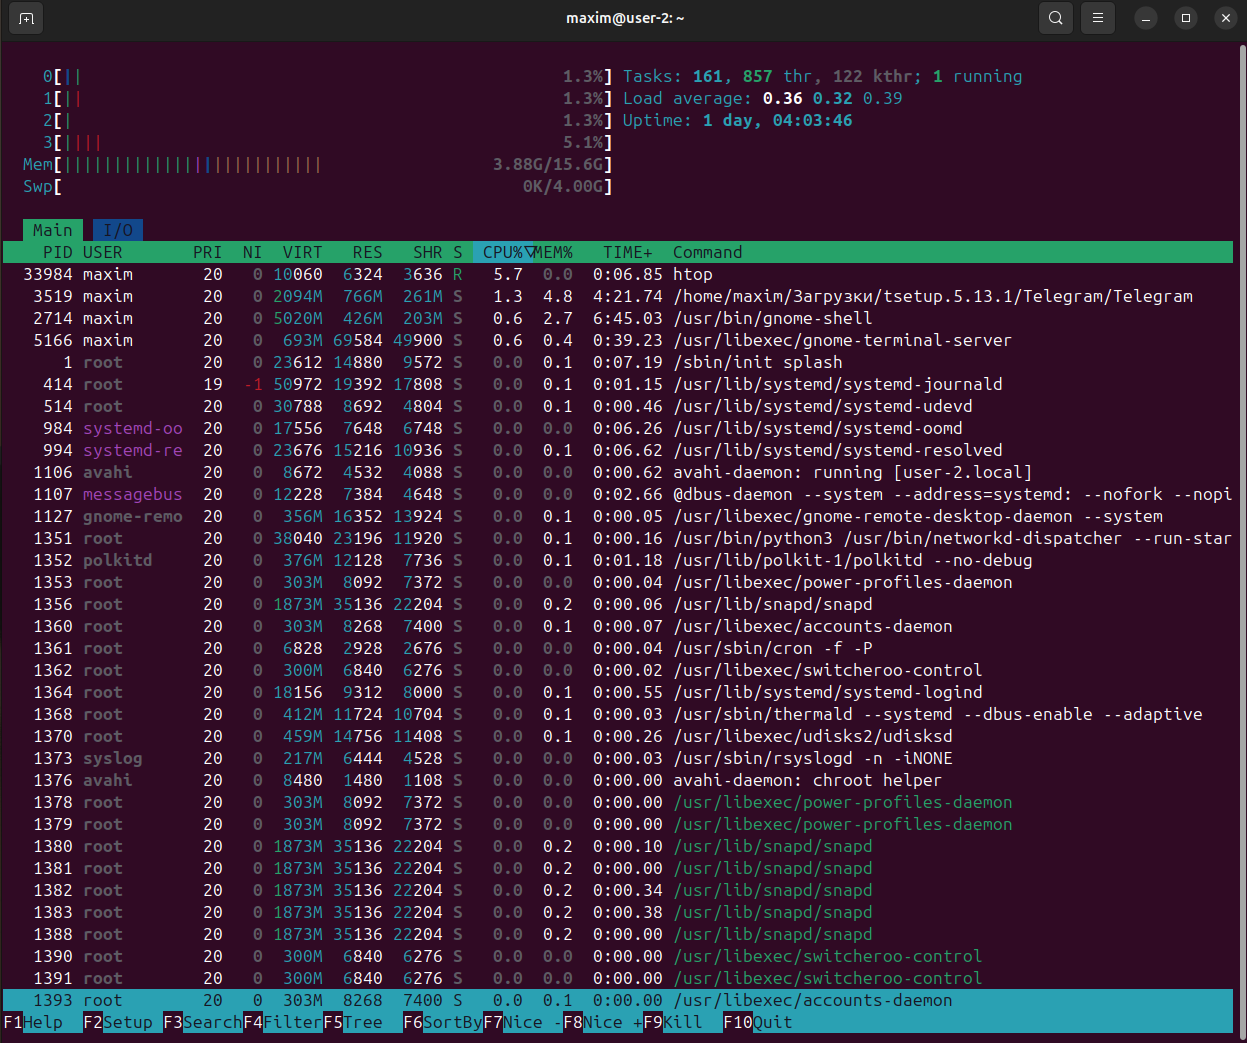 maxim@user-2: ~
0[|| 1.3%] Tasks: 161, 857 thr, 122 kthr; 1 running
1[|| 1.3%] Load average: 0.36 0.32 0.39
2[| 1.3%] Uptime: 1 day, 04:03:46
3[|||| 5.1%]
Mem[|||||||||||||||||||||||||| 3.88G/15.6G]
Swp[ 0K/4.00G]
Main I/O
PID USER PRI NI VIRT RES SHR S CPU%▽MEM% TIME+ Command
33984 maxim 20 0 10060 6324 3636 R 5.7 0.0 0:06.85 htop
3519 maxim 20 0 2094M 766M 261M S 1.3 4.8 4:21.74 /home/maxim/Загрузки/tsetup.5.13.1/Telegram/Telegram
2714 maxim 20 0 5020M 426M 203M S 0.6 2.7 6:45.03 /usr/bin/gnome-shell
5166 maxim 20 0 693M 69584 49900 S 0.6 0.4 0:39.23 /usr/libexec/gnome-terminal-server
1 root 20 0 23612 14880 9572 S 0.0 0.1 0:07.19 /sbin/init splash
414 root 19 -1 50972 19392 17808 S 0.0 0.1 0:01.15 /usr/lib/systemd/systemd-journald
514 root 20 0 30788 8692 4804 S 0.0 0.1 0:00.46 /usr/lib/systemd/systemd-udevd
984 systemd-oo 20 0 17556 7648 6748 S 0.0 0.0 0:06.26 /usr/lib/systemd/systemd-oomd
994 systemd-re 20 0 23676 15216 10936 S 0.0 0.1 0:06.62 /usr/lib/systemd/systemd-resolved
1106 avahi 20 0 8672 4532 4088 S 0.0 0.0 0:00.62 avahi-daemon: running [user-2.local]
1107 messagebus 20 0 12228 7384 4648 S 0.0 0.0 0:02.66 @dbus-daemon --system --address=systemd: --nofork --nopi
1127 gnome-remo 20 0 356M 16352 13924 S 0.0 0.1 0:00.05 /usr/libexec/gnome-remote-desktop-daemon --system
1351 root 20 0 38040 23196 11920 S 0.0 0.1 0:00.16 /usr/bin/python3 /usr/bin/networkd-dispatcher --run-star
1352 polkitd 20 0 376M 12128 7736 S 0.0 0.1 0:01.18 /usr/lib/polkit-1/polkitd --no-debug
1353 root 20 0 303M 8092 7372 S 0.0 0.0 0:00.04 /usr/libexec/power-profiles-daemon
1356 root 20 0 1873M 35136 22204 S 0.0 0.2 0:00.06 /usr/lib/snapd/snapd
1360 root 20 0 303M 8268 7400 S 0.0 0.1 0:00.07 /usr/libexec/accounts-daemon
1361 root 20 0 6828 2928 2676 S 0.0 0.0 0:00.04 /usr/sbin/cron -f -P
1362 root 20 0 300M 6840 6276 S 0.0 0.0 0:00.02 /usr/libexec/switcheroo-control
1364 root 20 0 18156 9312 8000 S 0.0 0.1 0:00.55 /usr/lib/systemd/systemd-logind
1368 root 20 0 412M 11724 10704 S 0.0 0.1 0:00.03 /usr/sbin/thermald --systemd --dbus-enable --adaptive
1370 root 20 0 459M 14756 11408 S 0.0 0.1 0:00.26 /usr/libexec/udisks2/udisksd
1373 syslog 20 0 217M 6444 4528 S 0.0 0.0 0:00.03 /usr/sbin/rsyslogd -n -iNONE
1376 avahi 20 0 8480 1480 1108 S 0.0 0.0 0:00.00 avahi-daemon: chroot helper
1378 root 20 0 303M 8092 7372 S 0.0 0.0 0:00.00 /usr/libexec/power-profiles-daemon
1379 root 20 0 303M 8092 7372 S 0.0 0.0 0:00.00 /usr/libexec/power-profiles-daemon
1380 root 20 0 1873M 35136 22204 S 0.0 0.2 0:00.10 /usr/lib/snapd/snapd
1381 root 20 0 1873M 35136 22204 S 0.0 0.2 0:00.00 /usr/lib/snapd/snapd
1382 root 20 0 1873M 35136 22204 S 0.0 0.2 0:00.34 /usr/lib/snapd/snapd
1383 root 20 0 1873M 35136 22204 S 0.0 0.2 0:00.38 /usr/lib/snapd/snapd
1388 root 20 0 1873M 35136 22204 S 0.0 0.2 0:00.00 /usr/lib/snapd/snapd
1390 root 20 0 300M 6840 6276 S 0.0 0.0 0:00.00 /usr/libexec/switcheroo-control
1391 root 20 0 300M 6840 6276 S 0.0 0.0 0:00.00 /usr/libexec/switcheroo-control
1393 root 20 0 303M 8268 7400 S 0.0 0.1 0:00.00 /usr/libexec/accounts-daemon
F1Help F2Setup F3SearchF4FilterF5Tree F6SortByF7Nice -F8Nice +F9Kill F10Quit